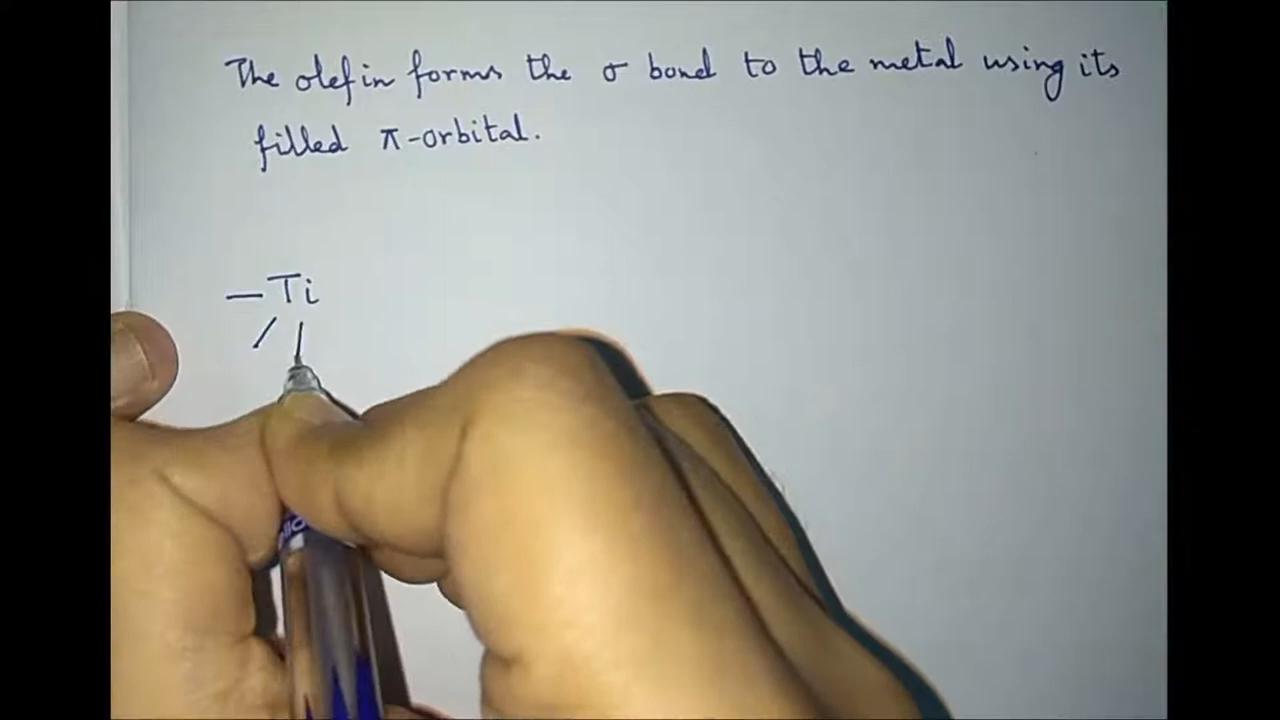 The olefin forms the σ bond to the metal using its
filled π-orbital.
—Ti